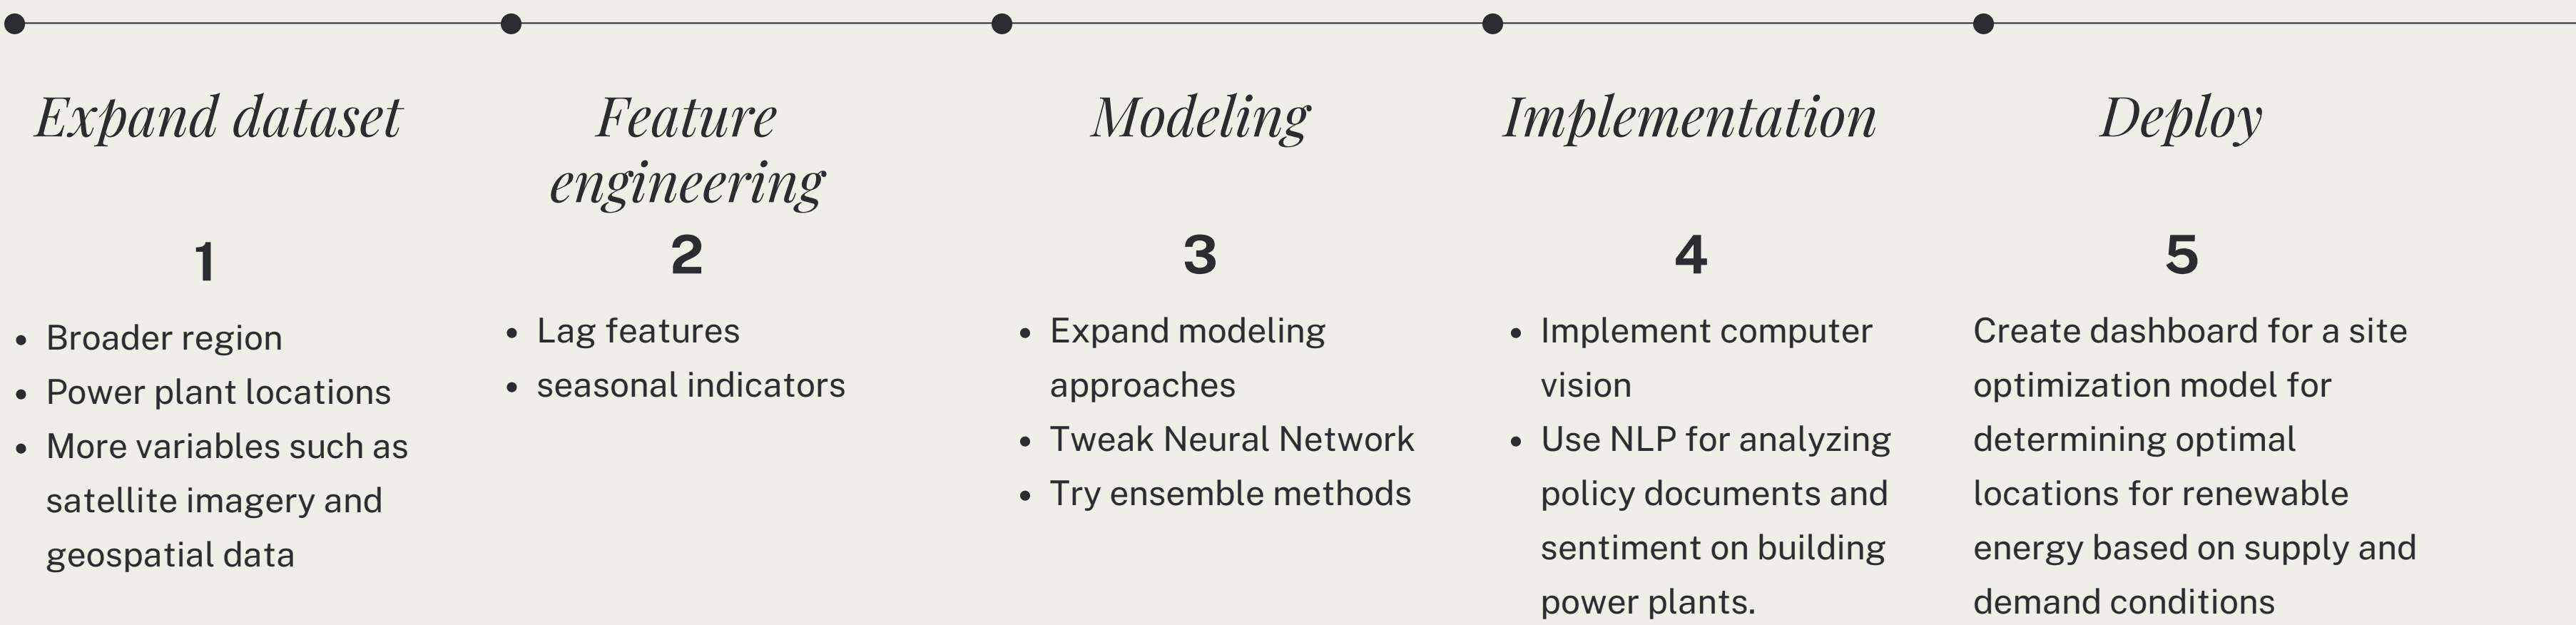 Expand dataset
1
• Broader region
• Power plant locations
• More variables such as
satellite imagery and
geospatial data
Feature
engineering
2
• Lag features
• seasonal indicators
Modeling
3
• Expand modeling
approaches
• Tweak Neural Network
• Try ensemble methods
Implementation
4
• Implement computer
vision
• Use NLP for analyzing
policy documents and
sentiment on building
power plants.
Deploy
5
Create dashboard for a site
optimization model for
determining optimal
locations for renewable
energy based on supply and
demand conditions